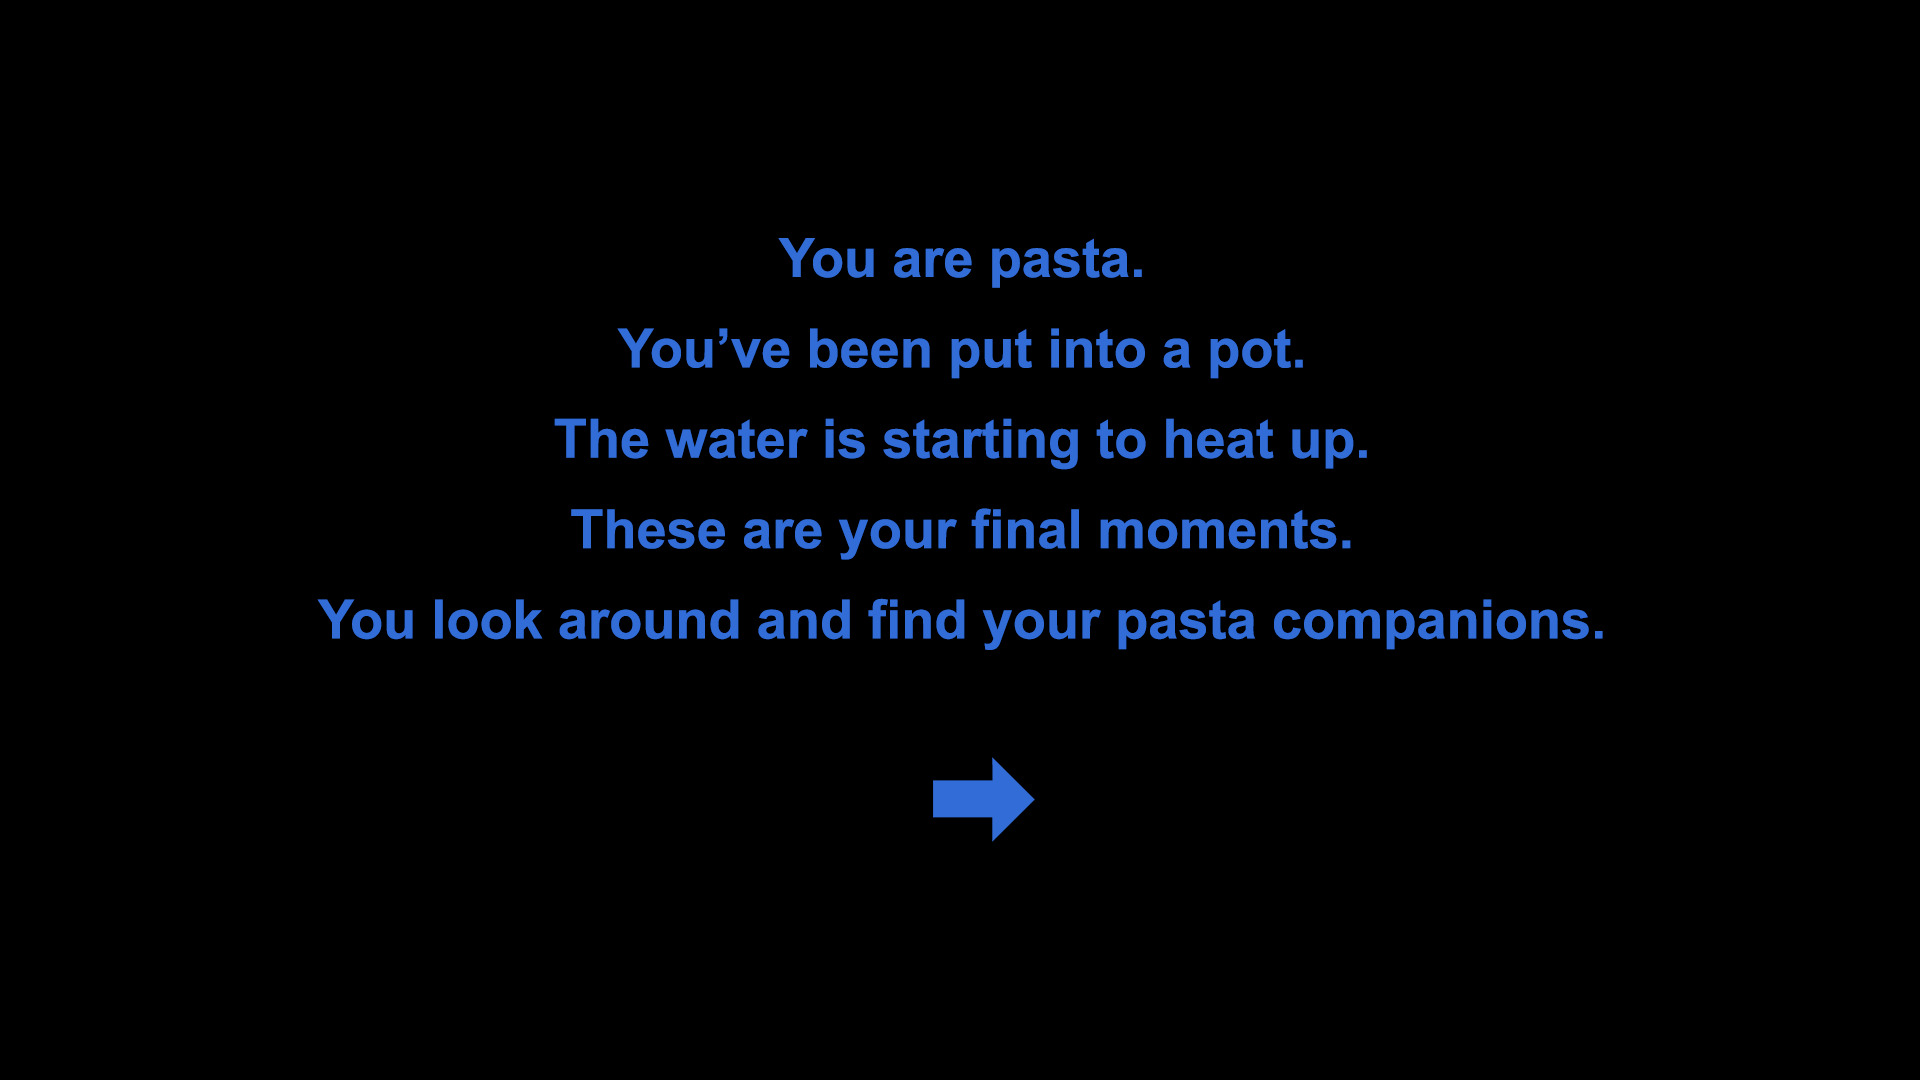 You are pasta.
You’ve been put into a pot.
The water is starting to heat up.
These are your final moments.
You look around and find your pasta companions.